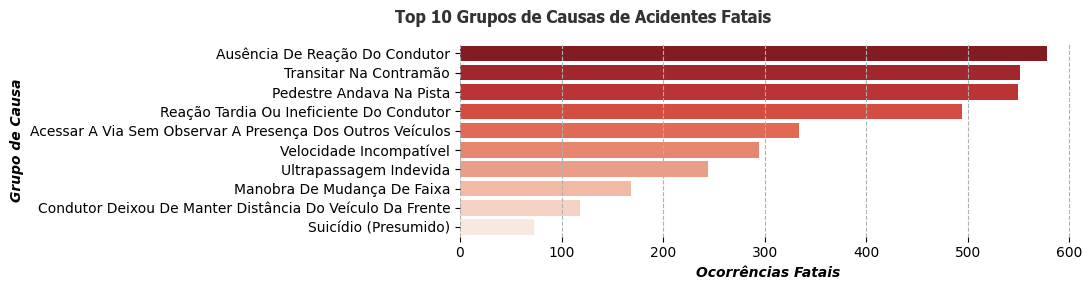 Top 10 Grupos de Causas de Acidentes Fatais
Grupo de Causa
Ausência De Reação Do Condutor
Transitar Na Contramão
Pedestre Andava Na Pista
Reação Tardia Ou Ineficiente Do Condutor
Acessar A Via Sem Observar A Presença Dos Outros Veículos
Velocidade Incompatível
Ultrapassagem Indevida
Manobra De Mudança De Faixa
Condutor Deixou De Manter Distância Do Veículo Da Frente
Suicídio (Presumido)
0 100 200 300 400 500 600
Ocorrências Fatais